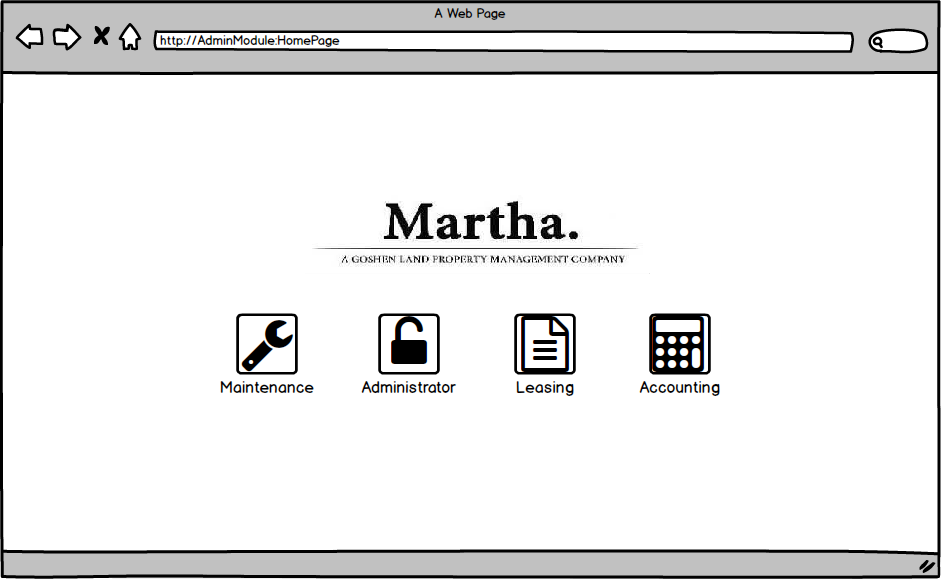 A Web Page
http://AdminModule:HomePage
Martha.
A GOSHEN LAND PROPERTY MANAGEMENT COMPANY
Maintenance
Administrator
Leasing
Accounting